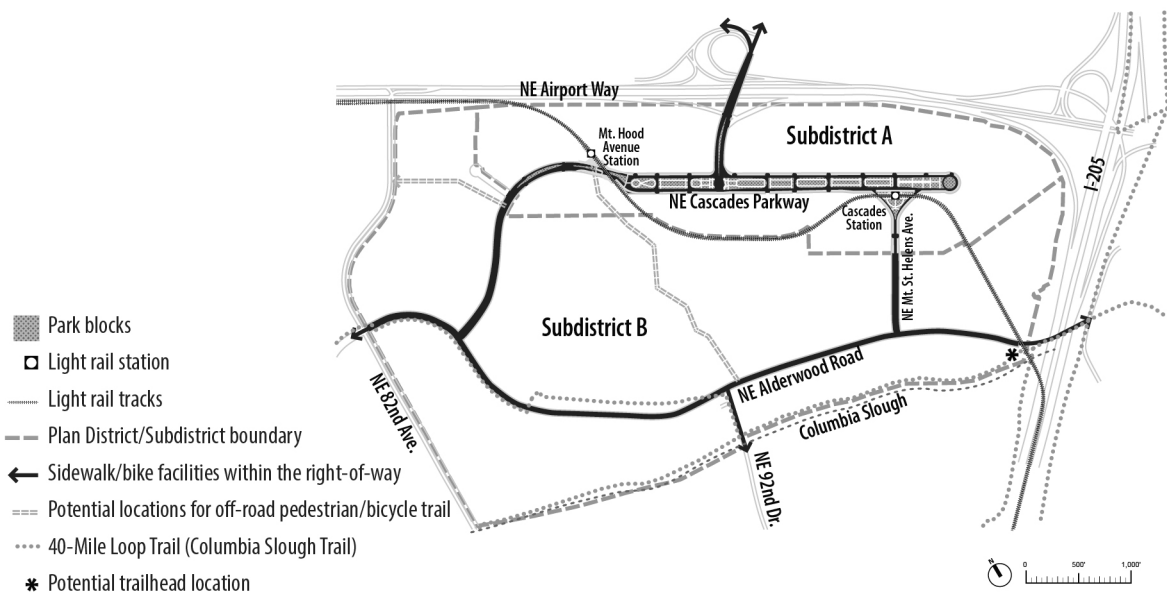 NE Airport Way
Mt. Hood
Avenue
Station
Subdistrict A
I-205
NE Cascades Parkway
Cascades
Station
NE Mt. St. Helens Ave.
Subdistrict B
NE Alderwood Road
Columbia Slough
NE 82nd Ave.
NE 92nd Dr.
Park blocks
Light rail station
Light rail tracks
Plan District/Subdistrict boundary
Sidewalk/bike facilities within the right-of-way
Potential locations for off-road pedestrian/bicycle trail
40-Mile Loop Trail (Columbia Slough Trail)
Potential trailhead location
N
0 500' 1,000'